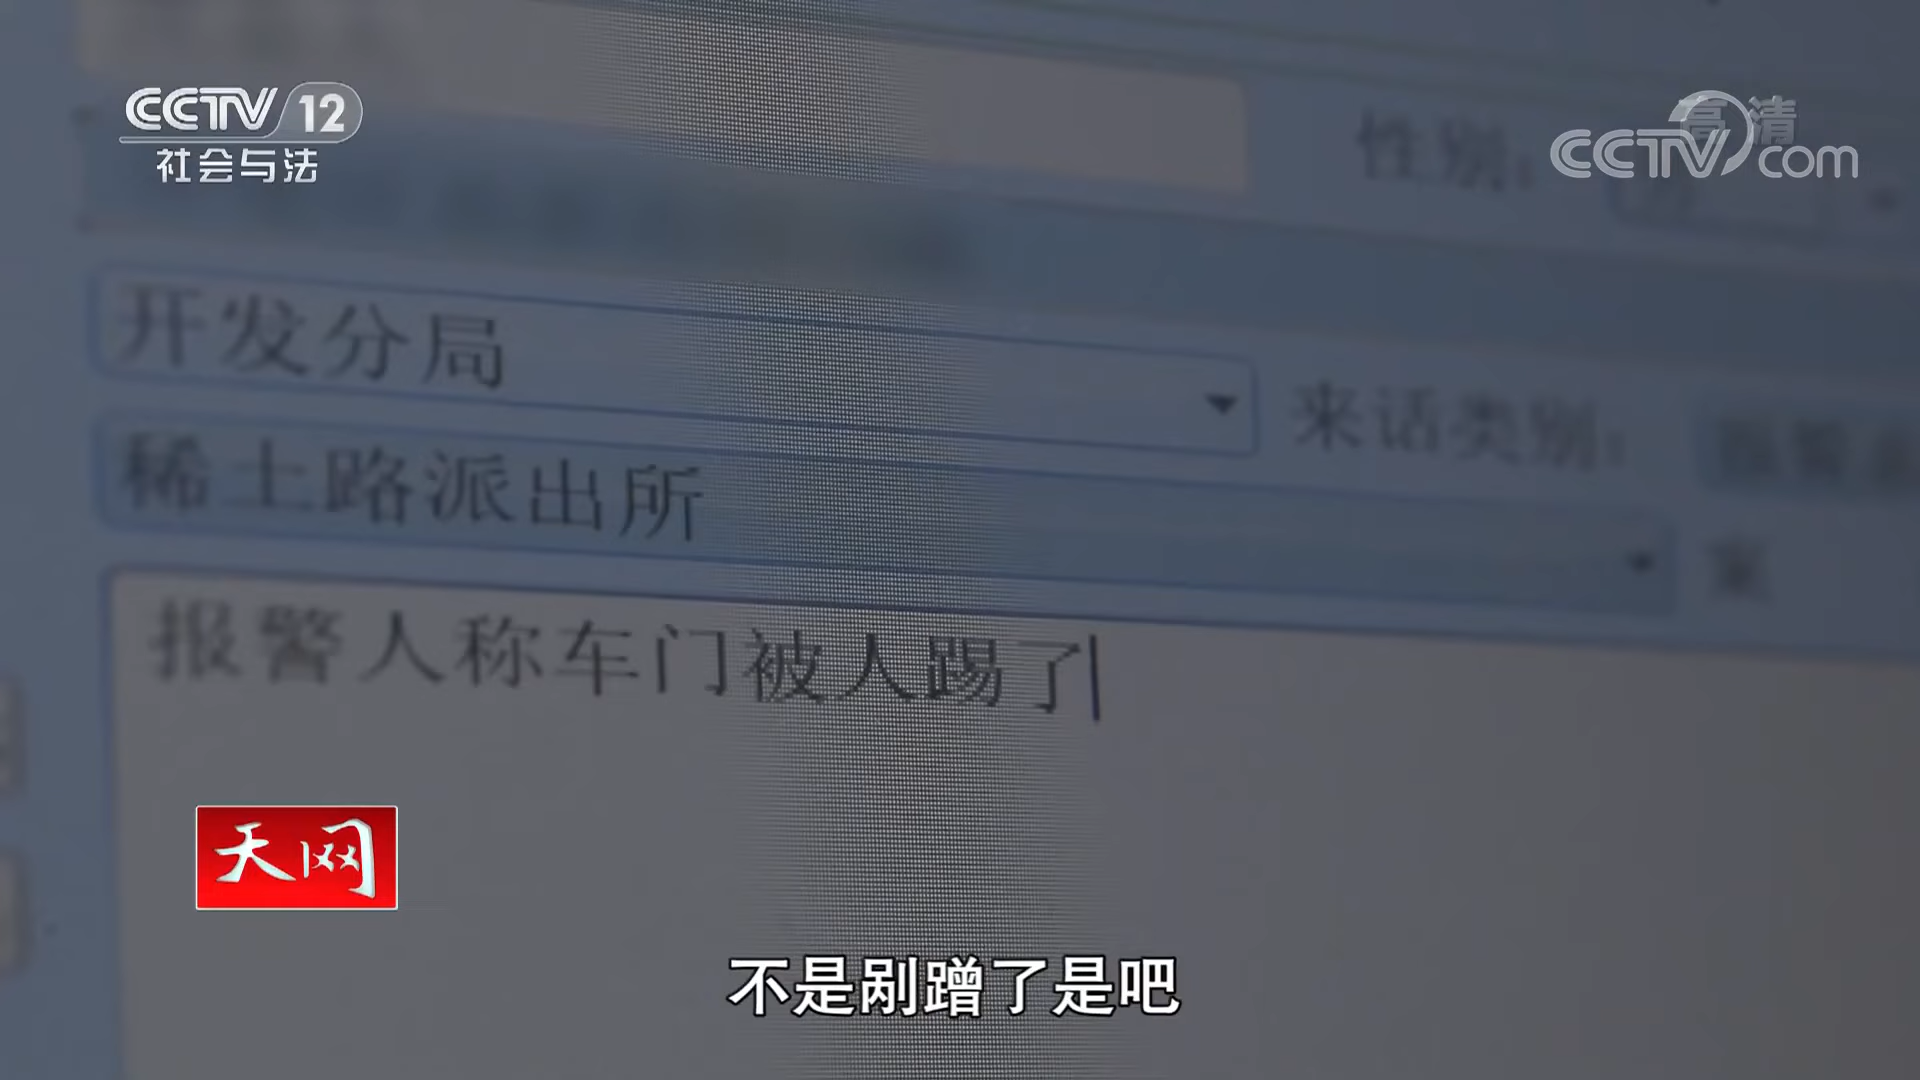 CCTV 12
社会与法
高清
CCTV com
性别:
开发分局
来话类别:
稀土路派出所
报警人称车门被人踢了
天网
不是剐蹭了是吧